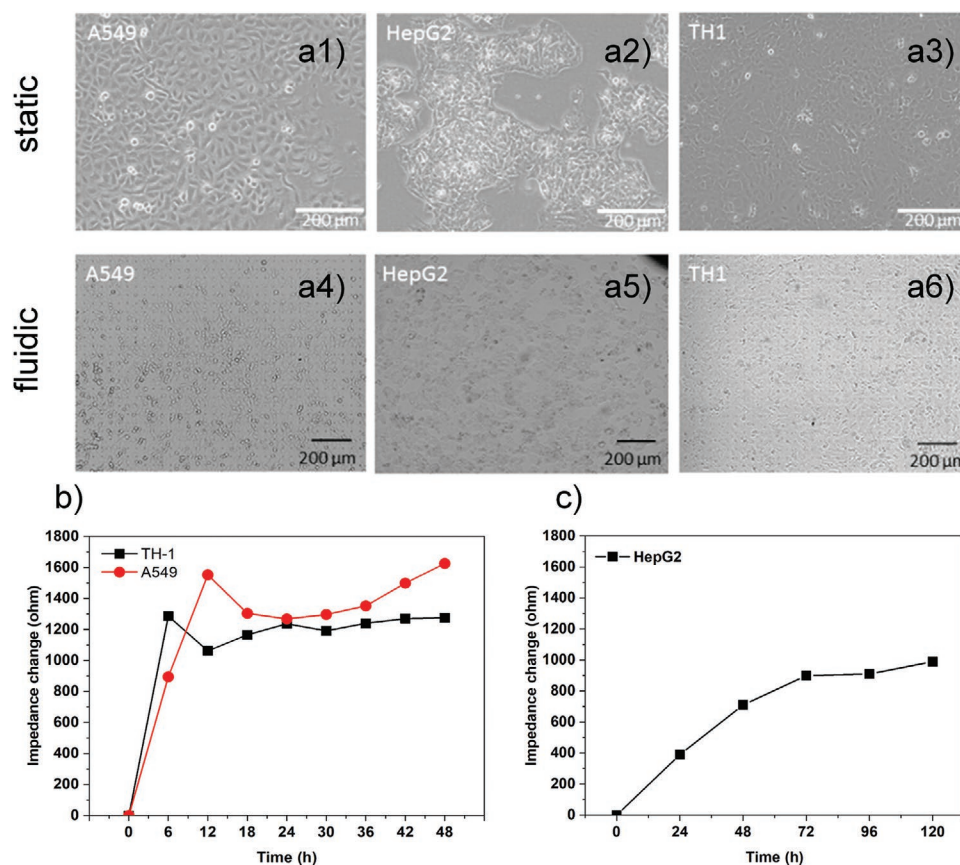 static
A549
a1)
200 µm
HepG2
a2)
200 µm
TH1
a3)
200 µm
fluidic
A549
a4)
200 µm
HepG2
a5)
200 µm
TH1
a6)
200 µm
b)
1800
1600
1400
1200
1000
800
600
400
200
0
Impedance change (ohm)
TH-1
A549
0 6 12 18 24 30 36 42 48
Time (h)
c)
1800
1600
1400
1200
1000
800
600
400
200
0
Impedance change (ohm)
HepG2
0 24 48 72 96 120
Time (h)